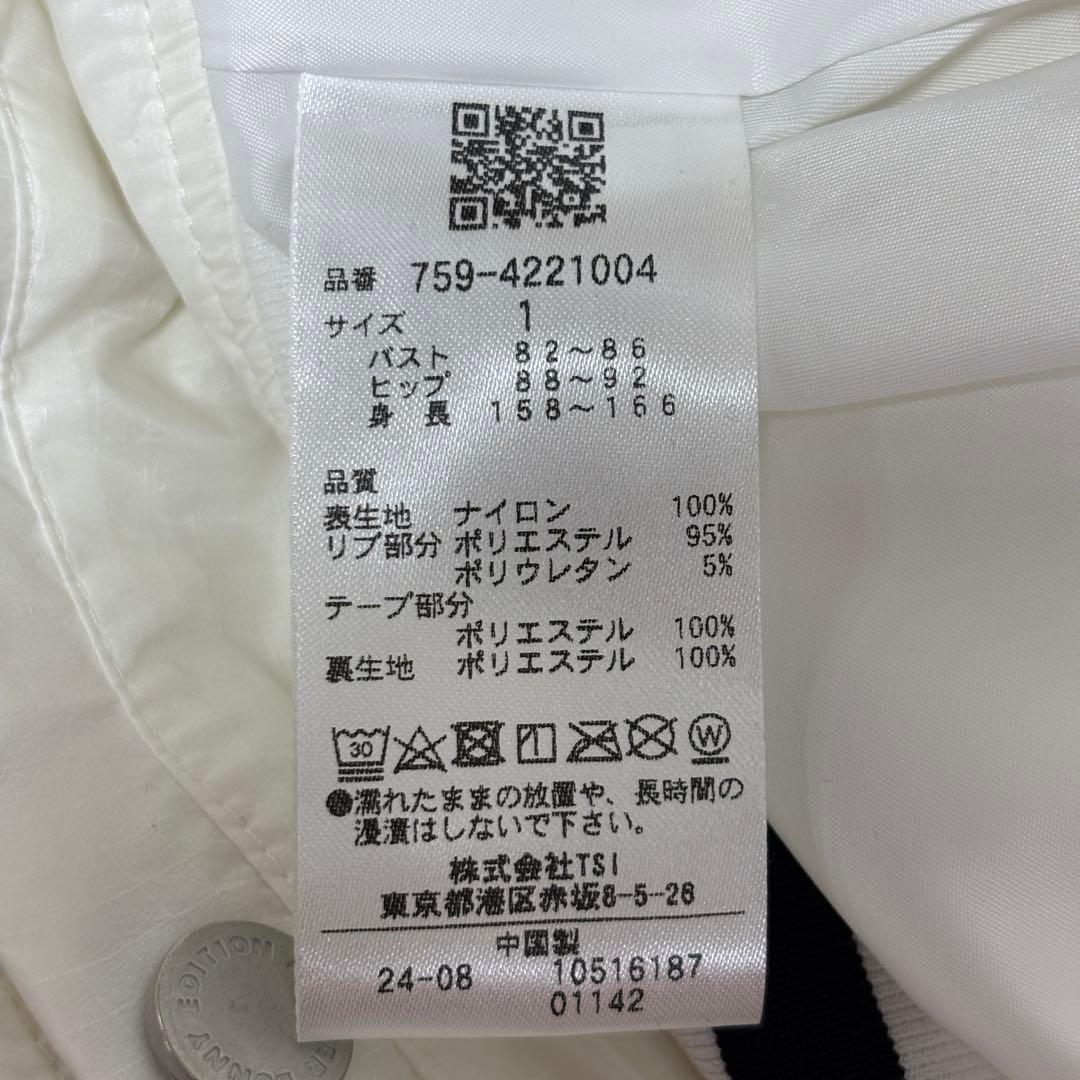 品番 759-4221004
サイズ 1
バスト 82~86
ヒップ 88~92
身長 158~166
品質
表生地 ナイロン 100%
リブ部分 ポリエステル 95%
ポリウレタン 5%
テープ部分
ポリエステル 100%
裏生地 ポリエステル 100%
30 W
●濡れたままの放置や、長時間の
浸漬はしないで下さい。
株式会社TSI
東京都港区赤坂8-5-26
中国製
24-08 10516187
01142
EDITION